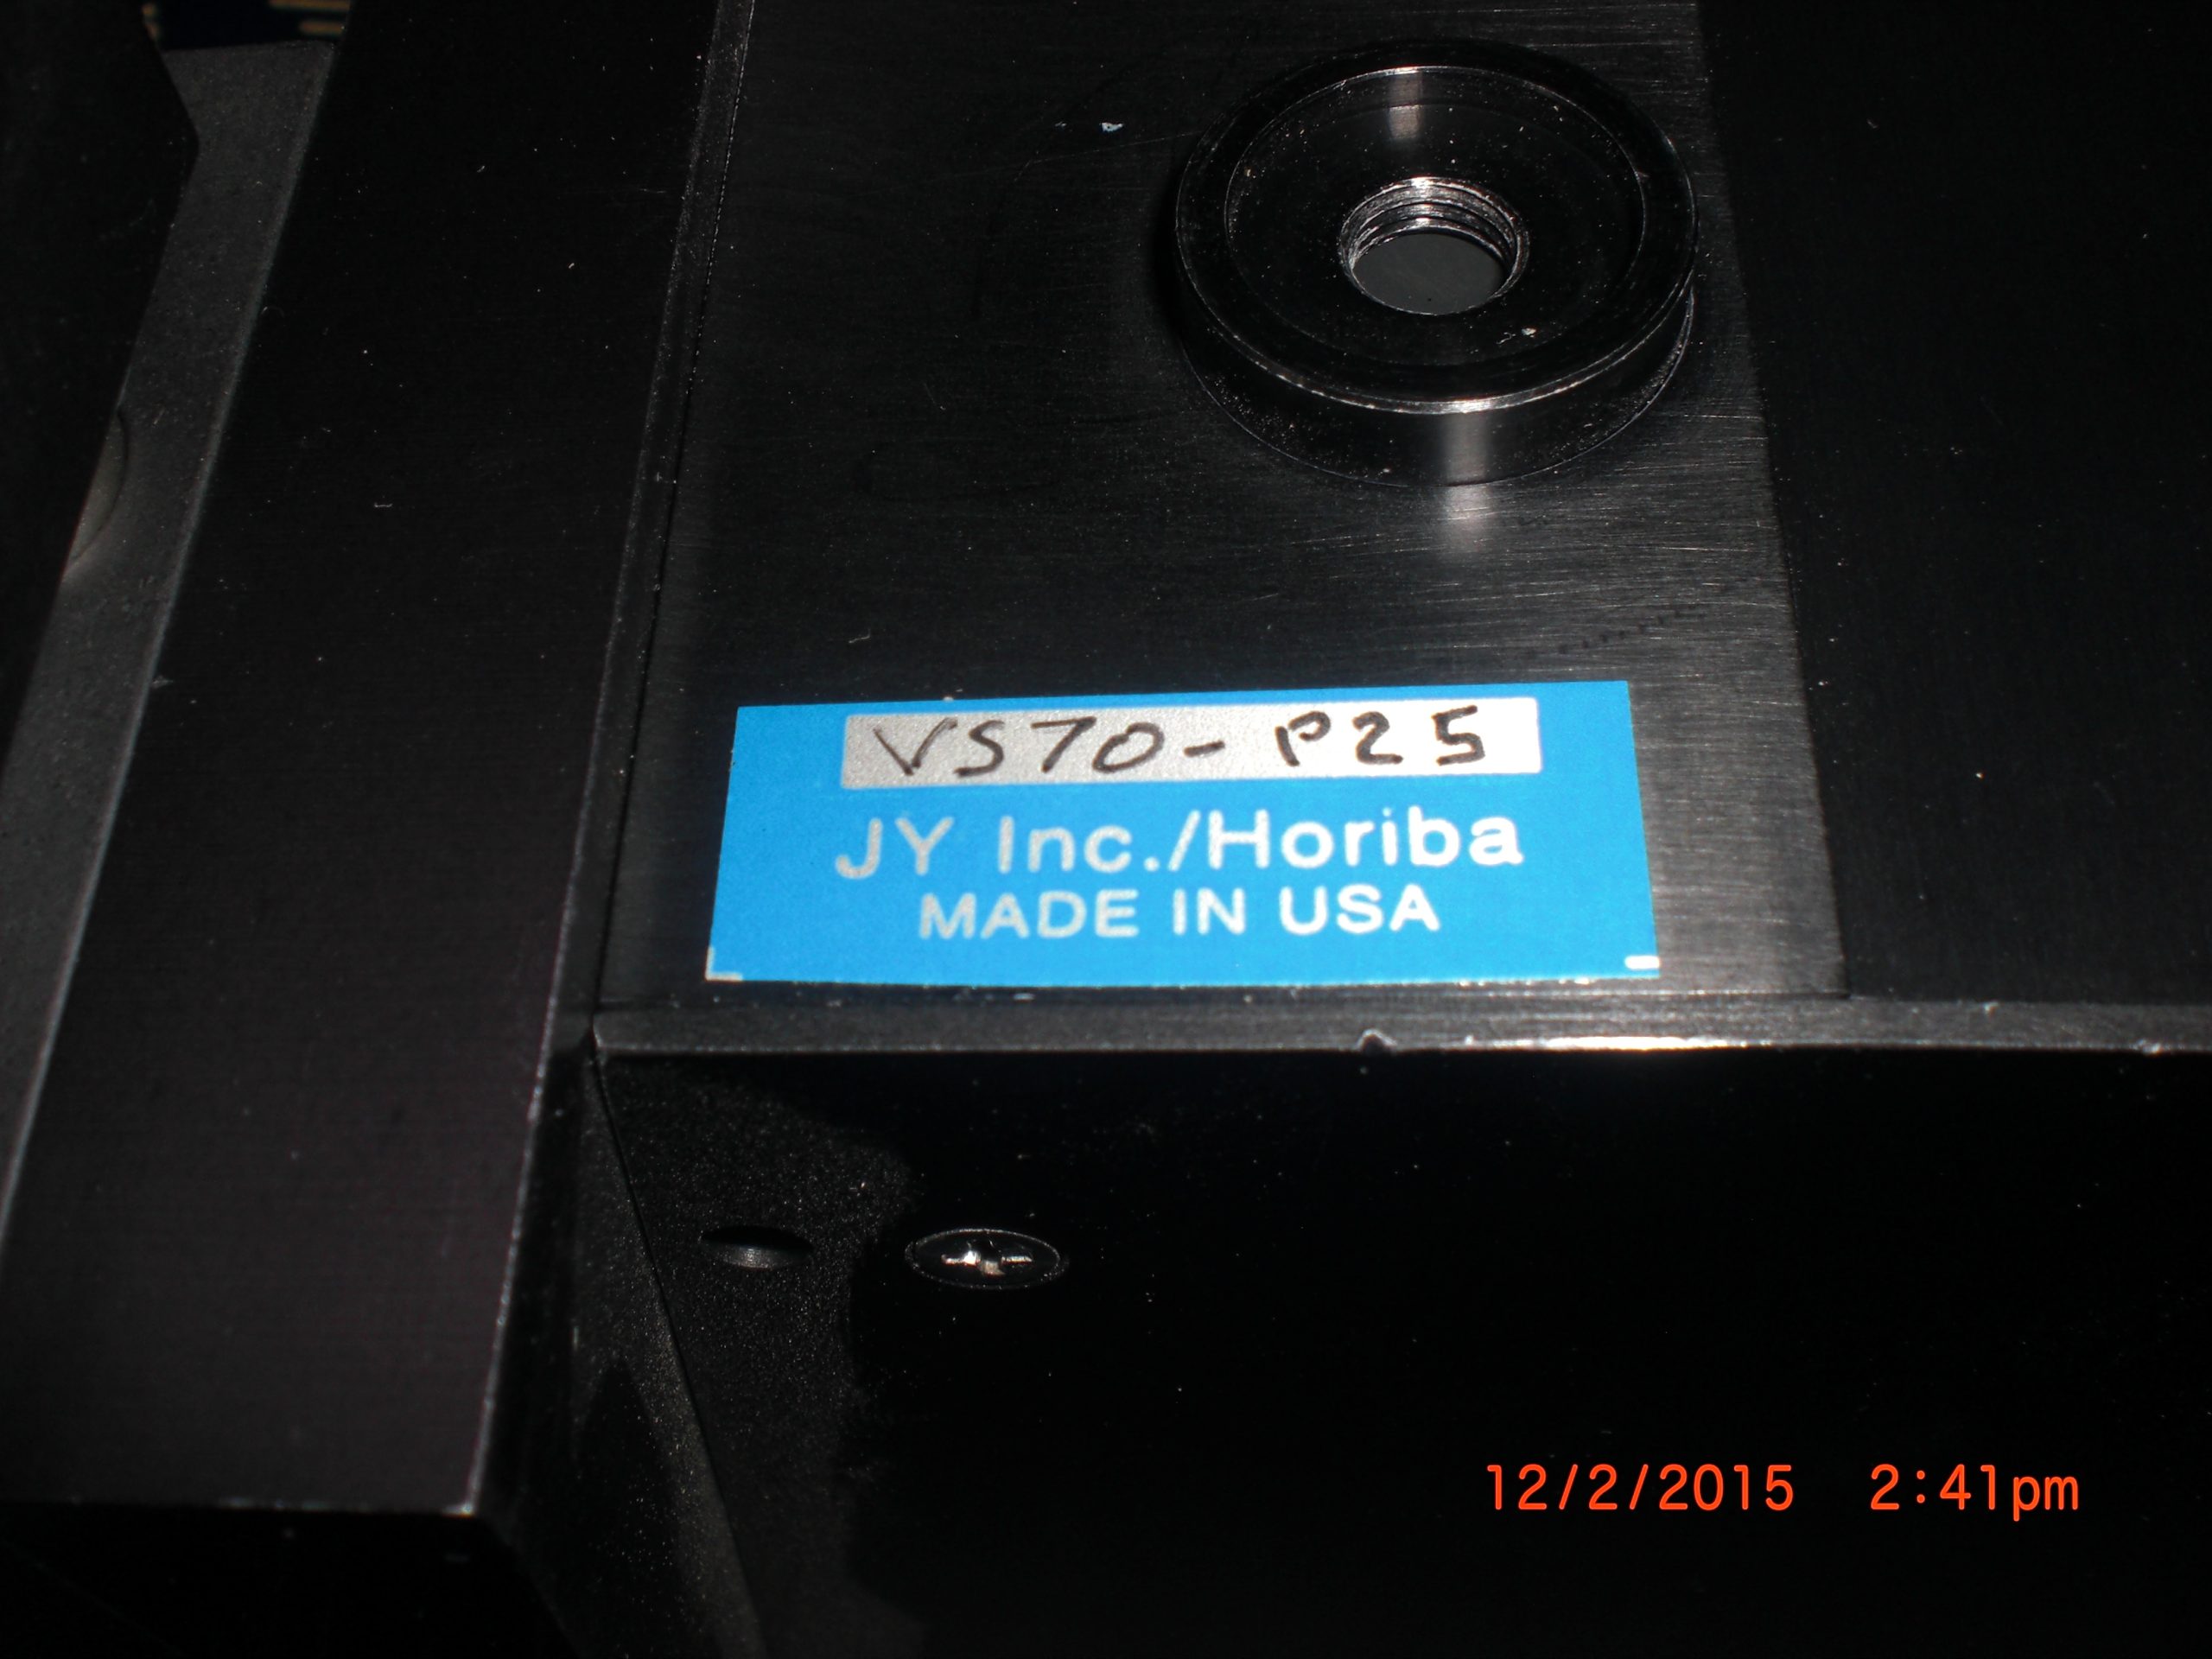 VS70-P25
JY Inc./Horiba
MADE IN USA
12/2/2015 2:41pm